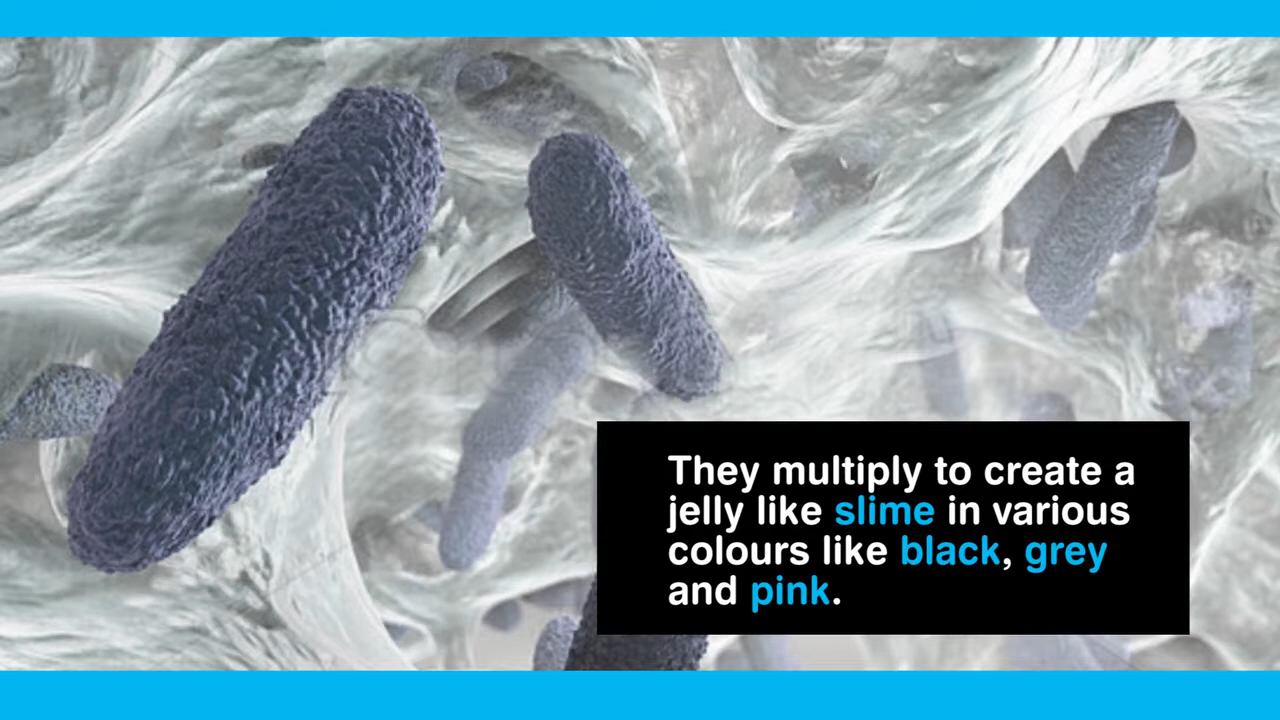 They multiply to create a
jelly like slime in various
colours like black, grey
and pink.